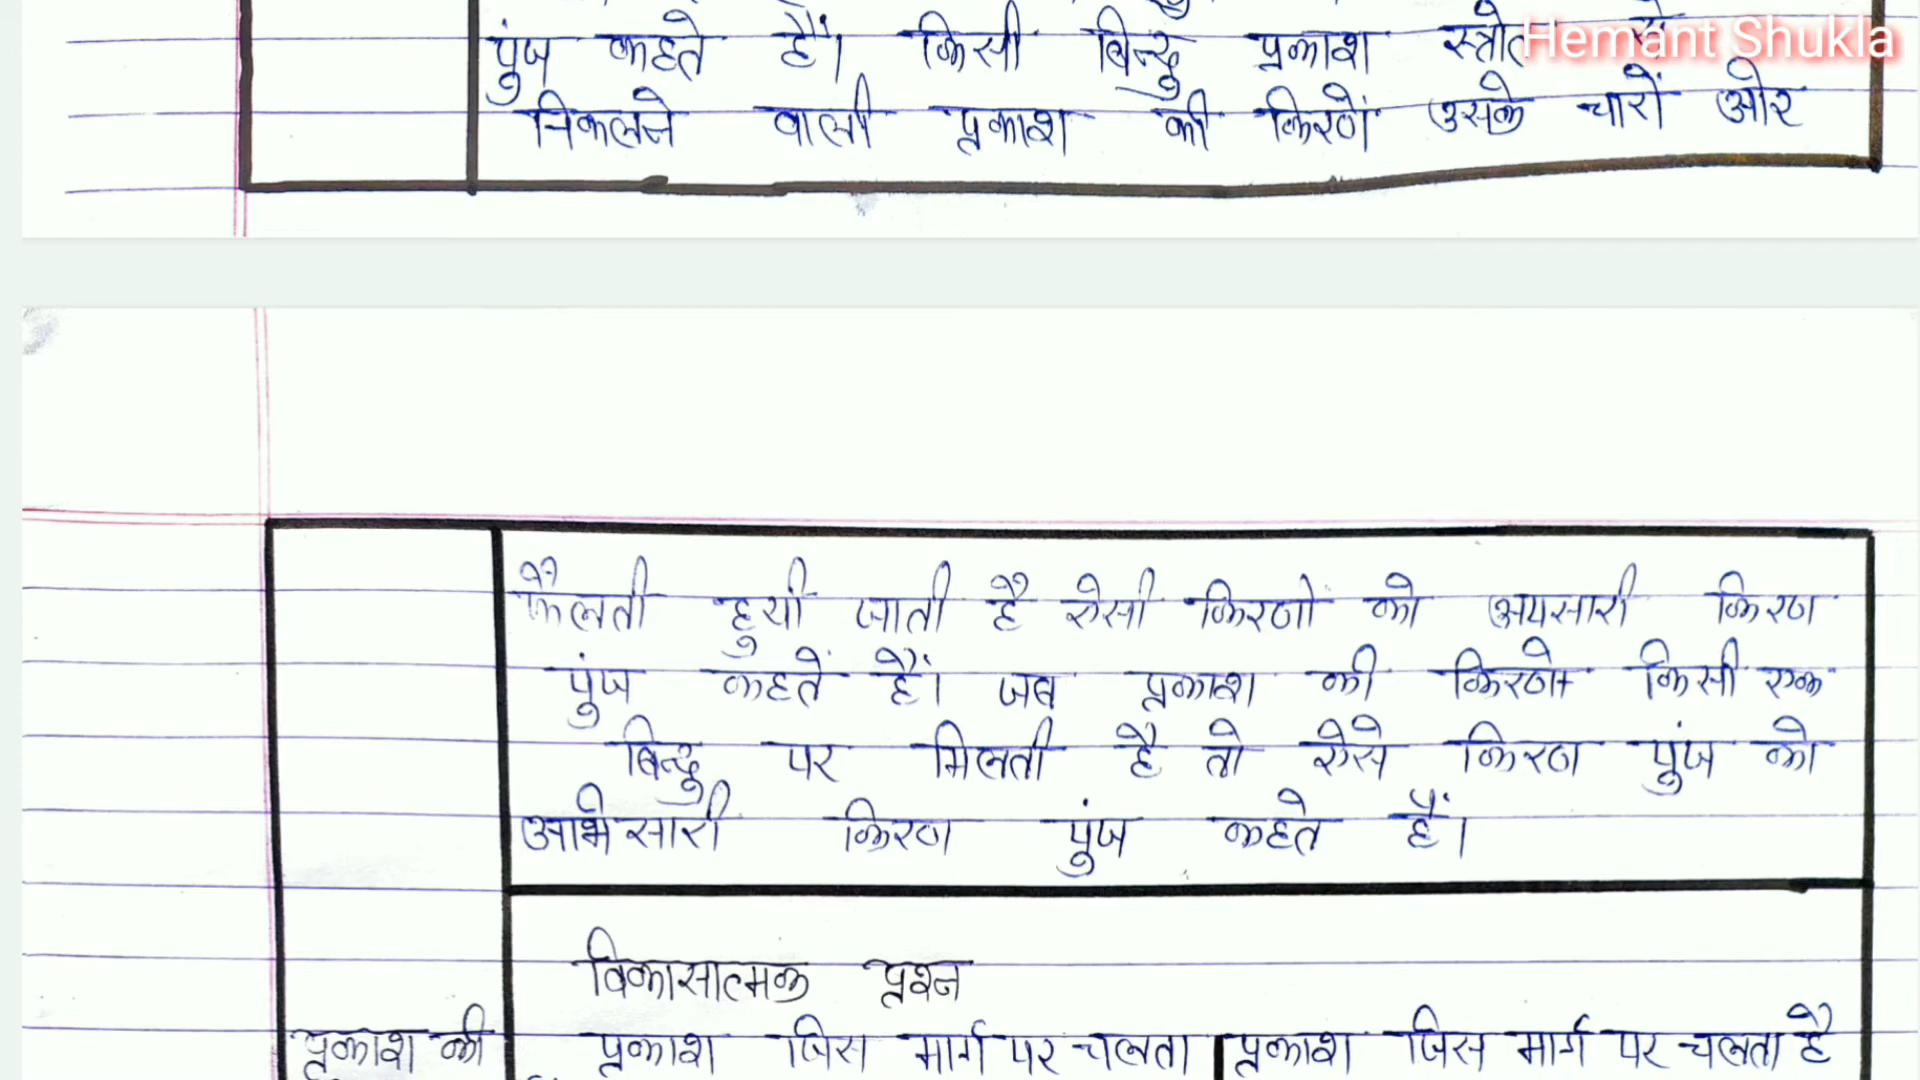 पुंज कहते हैं। किसी बिन्दु प्रकाश स्त्रोत से
Hemant Shukla
निकलने वाली प्रकाश की किरणें उसके चारों ओर
फैलती हुयी जाती है ऐसी किरणों को अपसारी किरण
पुंज कहतें हैं। जब प्रकाश की किरणे किसी एक
बिन्दु पर मिलती है तो ऐसे किरण पुंज को
अभिसारी किरण पुंज कहते हैं।
विकासात्मक प्रश्न
प्रकाश की प्रकाश जिस मार्ग पर चलता प्रकाश जिस मार्ग पर चलता है